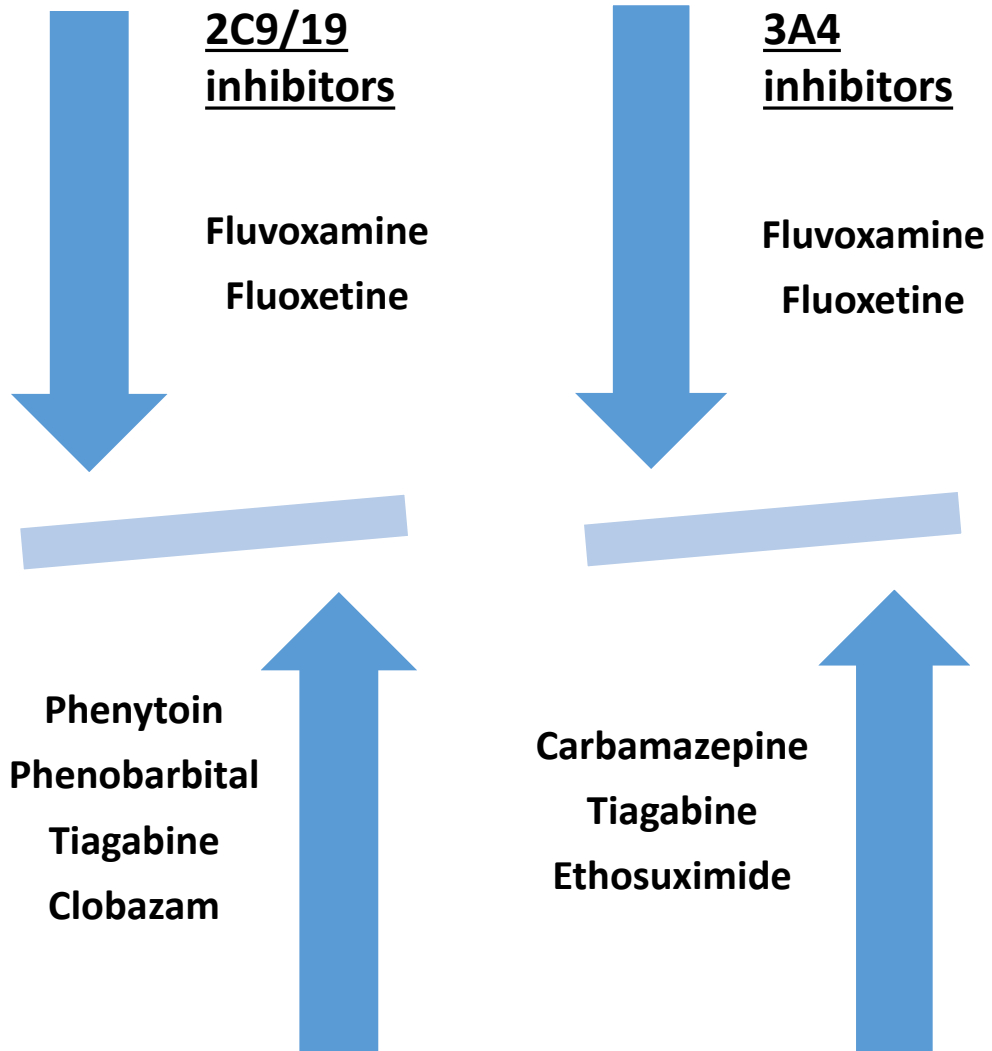 2C9/19
inhibitors
Fluvoxamine
Fluoxetine
Phenytoin
Phenobarbital
Tiagabine
Clobazam
3A4
inhibitors
Fluvoxamine
Fluoxetine
Carbamazepine
Tiagabine
Ethosuximide